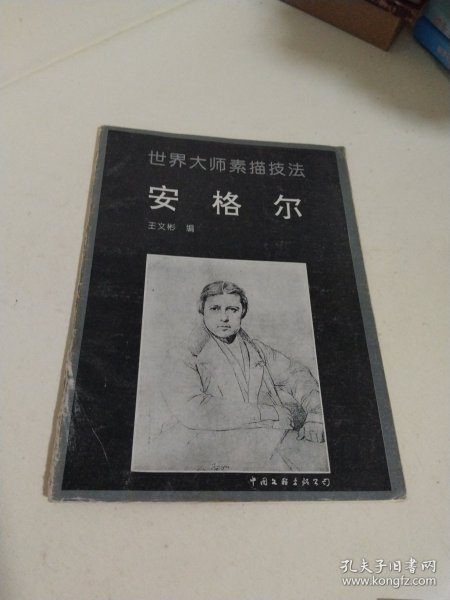 世界大师素描技法
安格尔
王文彬 编
中国文联出版公司
孔夫子旧书网
www.kongfz.com